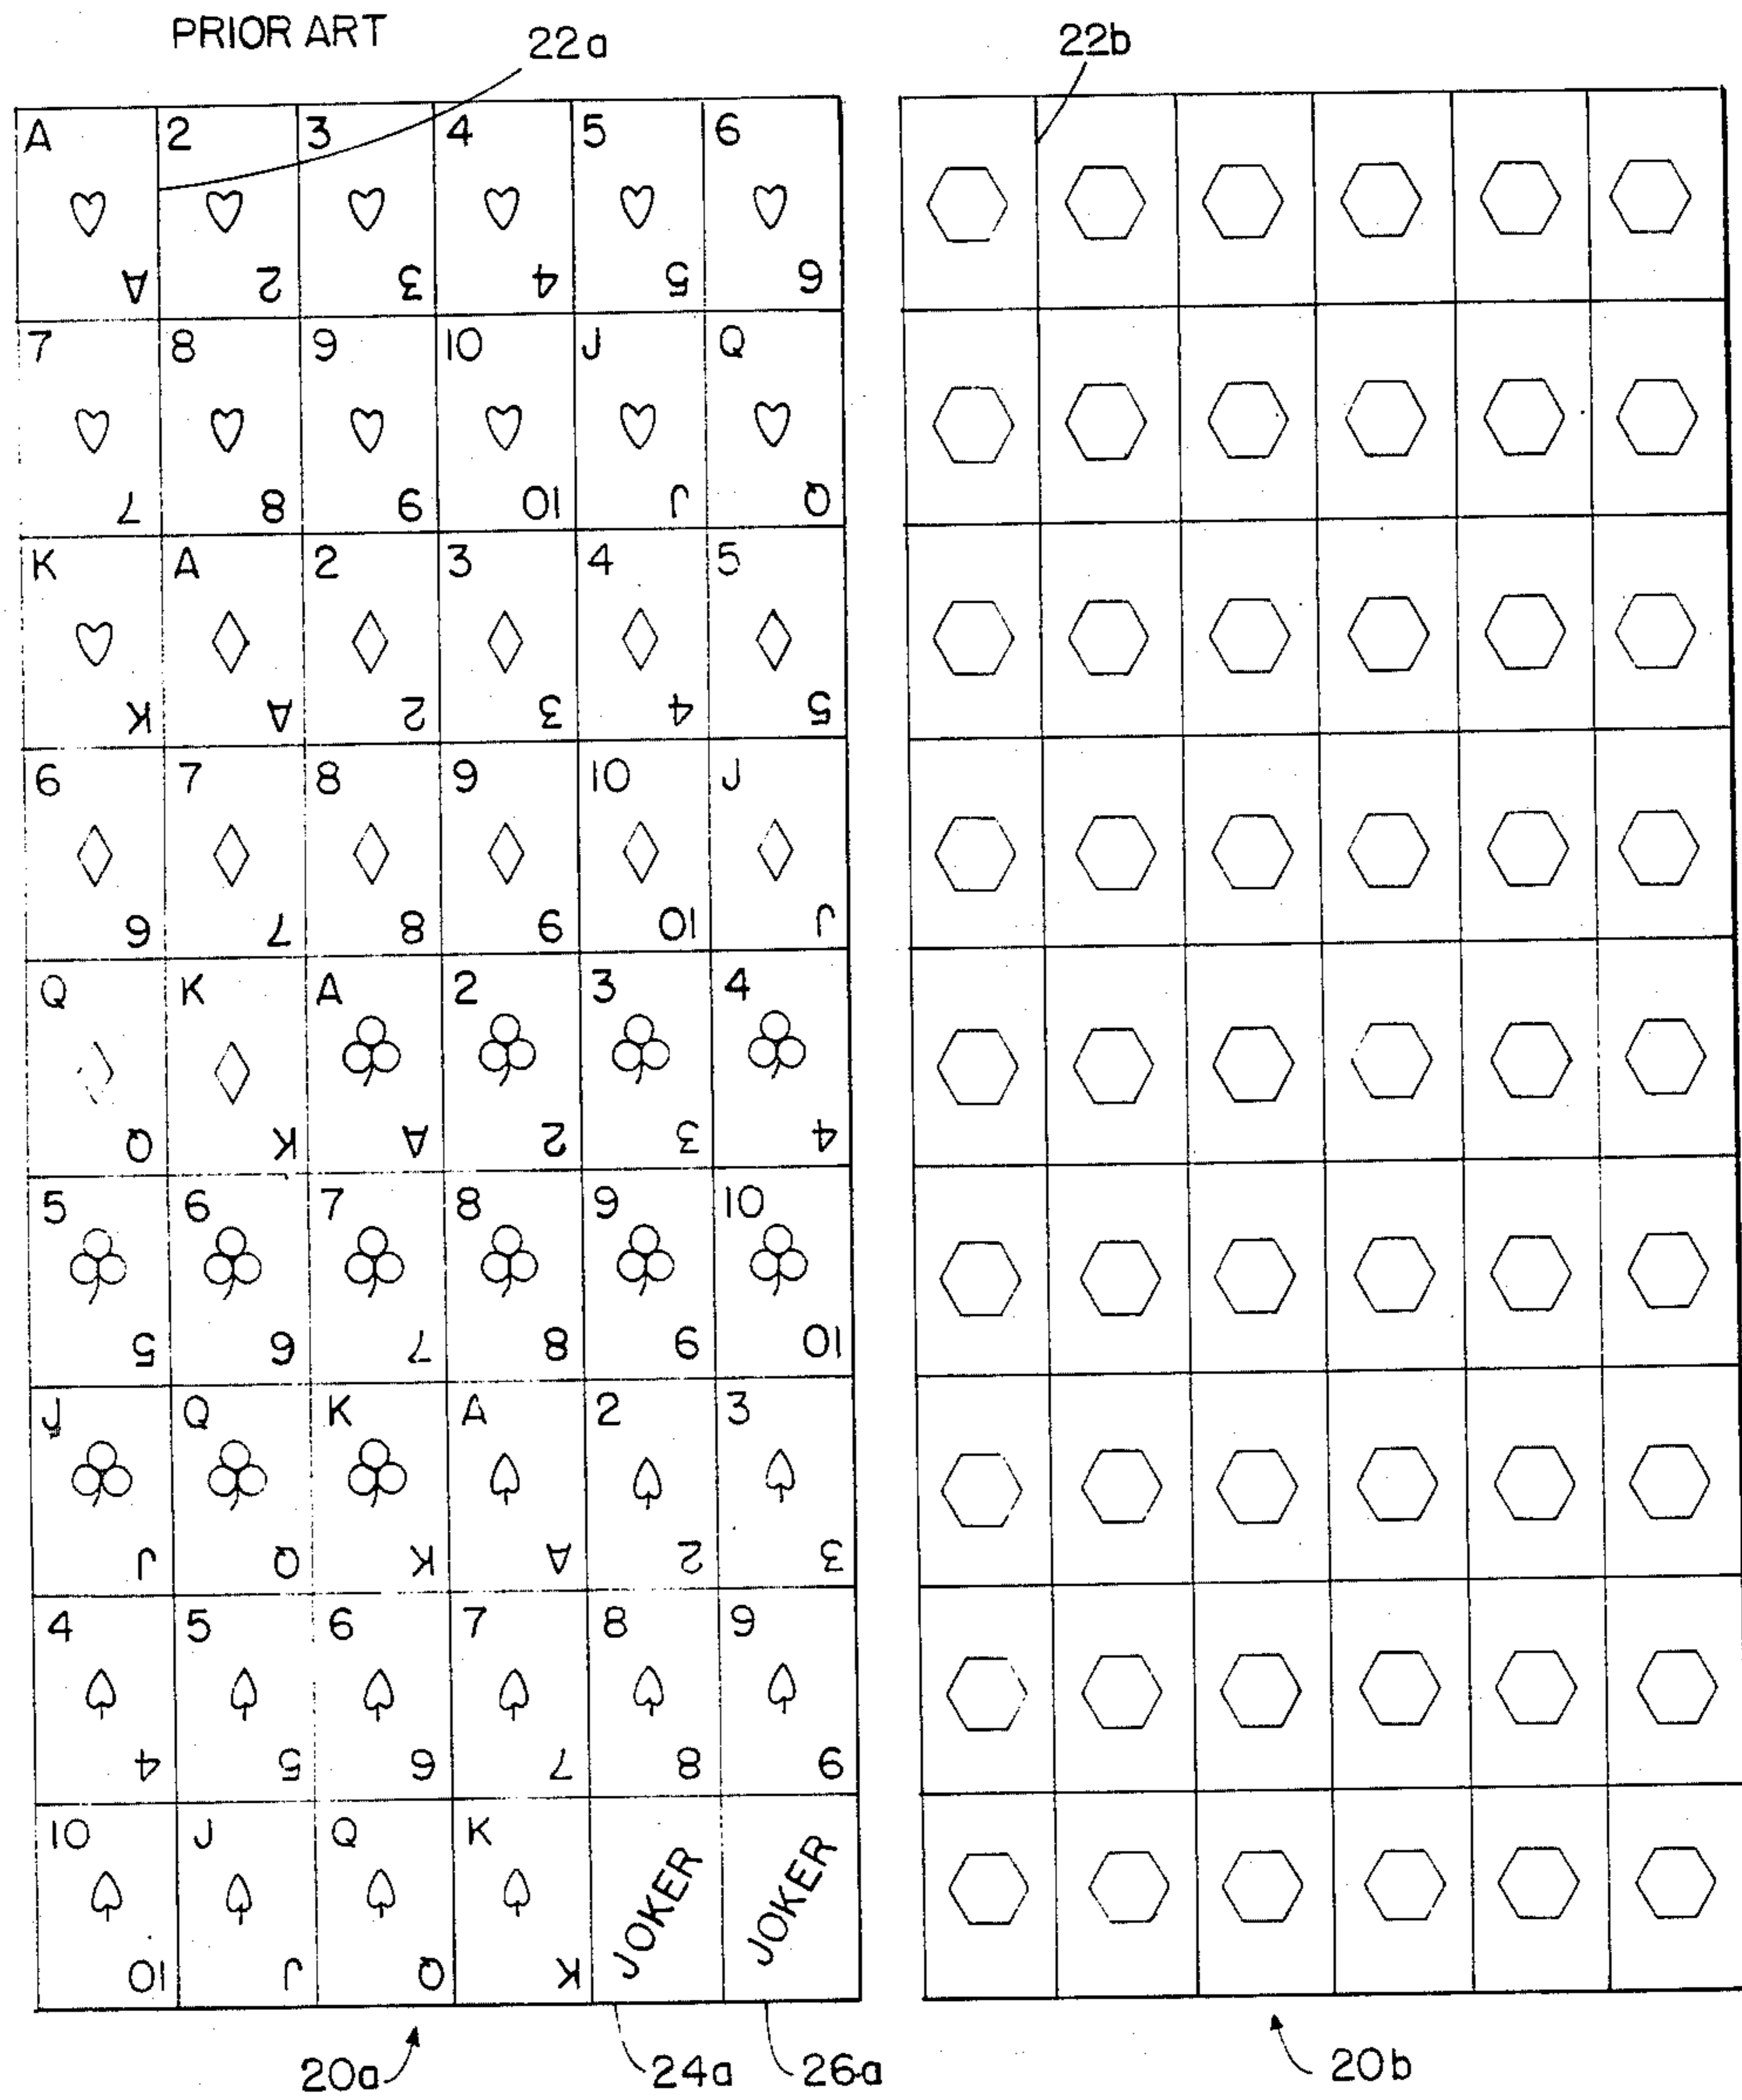 PRIOR ART
22a
22b
A 2 3 4 5 6
A 2 3 4 5 6
7 8 9 10 J Q
7 8 9 10 J Q
K A 2 3 4 5
K A 2 3 4 5
6 7 8 9 10 J
6 7 8 9 10 J
Q K A 2 3 4
Q K A 2 3 4
5 6 7 8 9 10
5 6 7 8 9 10
J Q K A 2 3
J Q K A 2 3
4 5 6 7 8 9
4 5 6 7 8 9
10 J Q K JOKER JOKER
10 J Q K
20a 24a 26a 20b